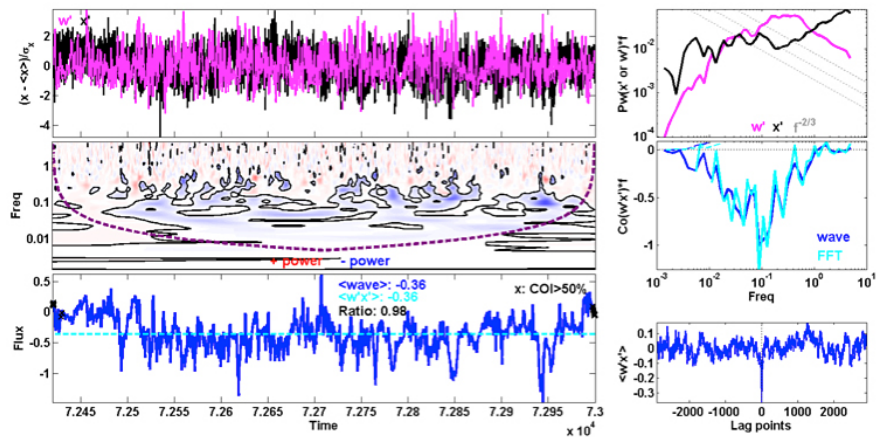 w' x'
(x - <x>)/σx
2
0
-2
-4
Freq
0.1
0.01
+ power - power
Flux
0.5
0
-0.5
-1
<wave>: -0.36
<w'x'>: -0.36
Ratio: 0.98
x: COI>50%
7.245 7.25 7.255 7.26 7.265 7.27 7.275 7.28 7.285 7.29 7.295 7.3
Time
x 10^4
Pw(x' or w')*f
10^-2
10^-3
10^-4
w' x' f^-2/3
Co(w'x')*f
0
-0.5
-1
wave
FFT
10^-3 10^-2 10^-1 10^0 10^1
Freq
<w'x'>
0.1
0
-0.1
-0.2
-0.3
-2000 -1000 0 1000 2000
Lag points